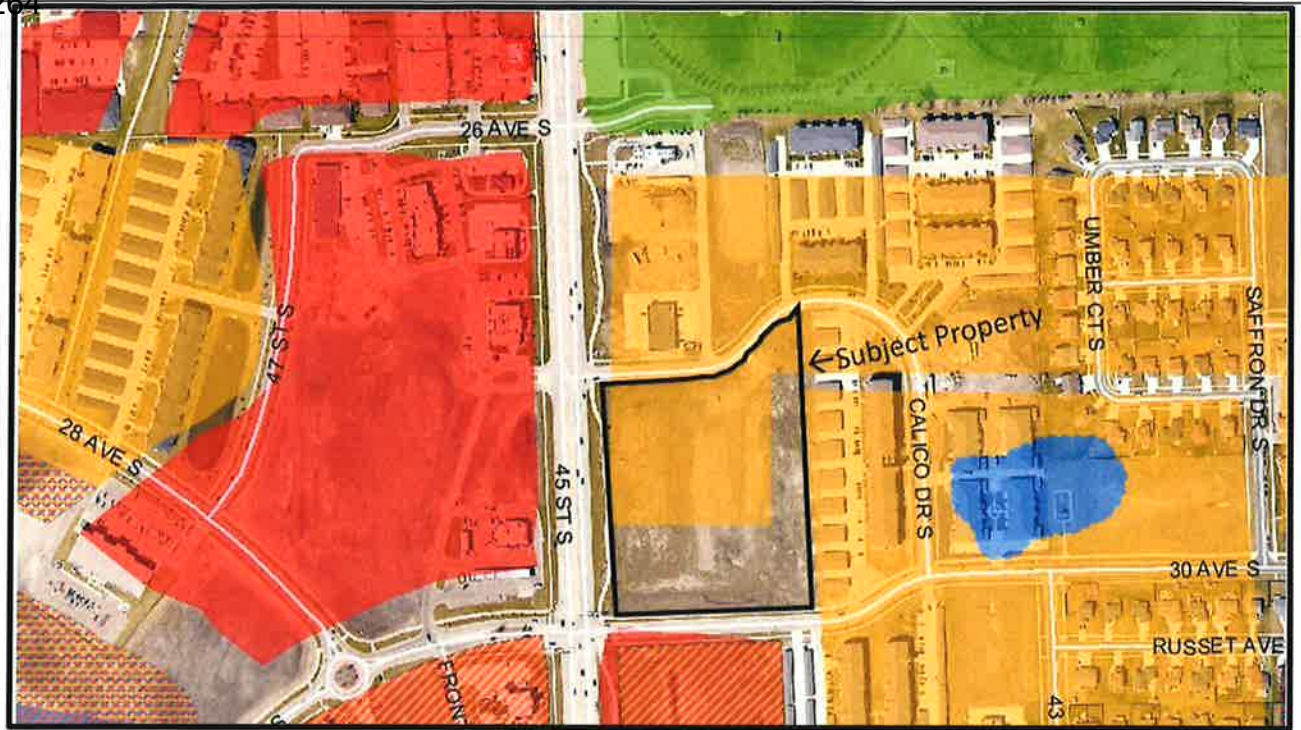 26 AVE S
47 ST S
UMBER CT S
SAFFRON DR S
←Subject Property
28 AVE S
45 ST S
CALICO DR S
30 AVE S
RUSSET AVE
FRON
43
S